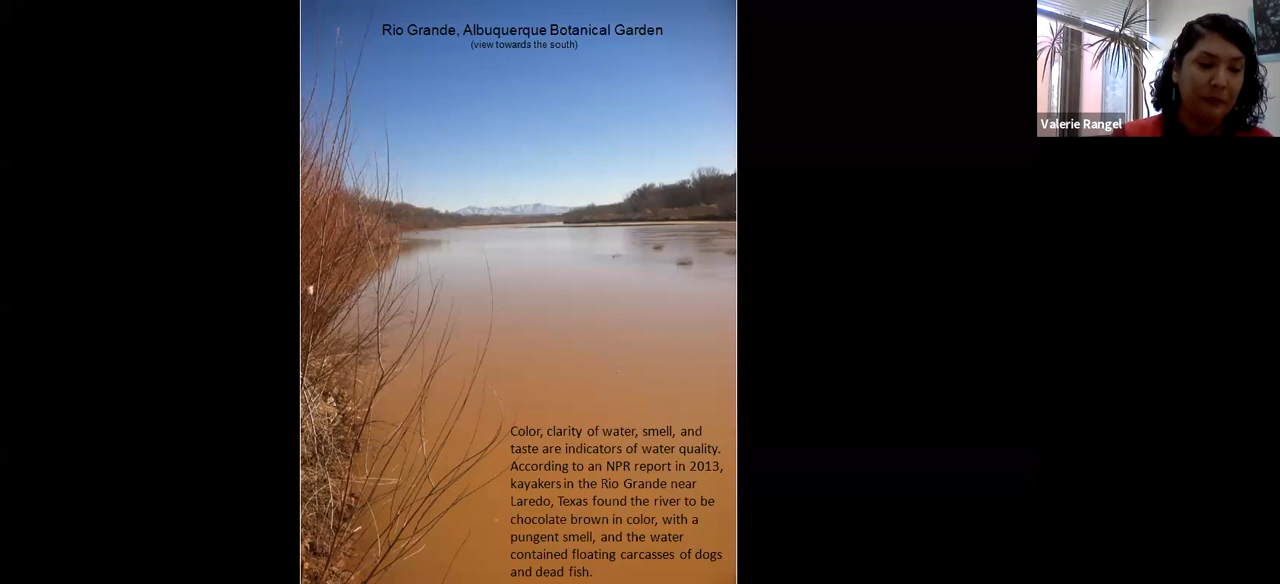 Rio Grande, Albuquerque Botanical Garden
(view towards the south)
Valerie Rangel
Color, clarity of water, smell, and
taste are indicators of water quality.
According to an NPR report in 2013,
kayakers in the Rio Grande near
Laredo, Texas found the river to be
chocolate brown in color, with a
pungent smell, and the water
contained floating carcasses of dogs
and dead fish.